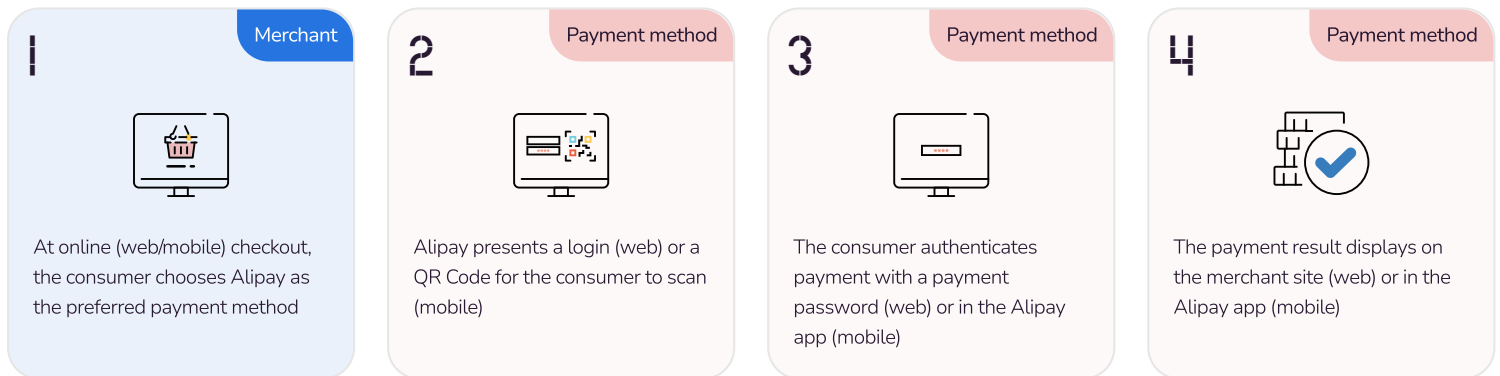 1
Merchant
At online (web/mobile) checkout,
the consumer chooses Alipay as
the preferred payment method
2
Payment method
Alipay presents a login (web) or a
QR Code for the consumer to scan
(mobile)
3
Payment method
The consumer authenticates
payment with a payment
password (web) or in the Alipay
app (mobile)
4
Payment method
The payment result displays on
the merchant site (web) or in the
Alipay app (mobile)